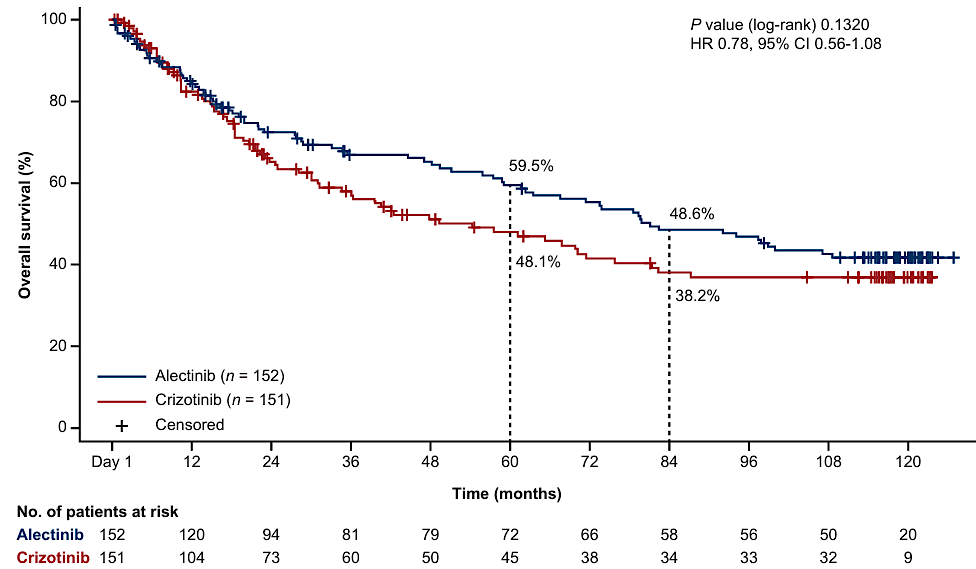 P value (log-rank) 0.1320
HR 0.78, 95% CI 0.56-1.08
Overall survival (%)
100
80
60
40
20
0
59.5%
48.1%
48.6%
38.2%
Alectinib (n = 152)
Crizotinib (n = 151)
Censored
Day 1 12 24 36 48 60 72 84 96 108 120
Time (months)
No. of patients at risk
Alectinib 152 120 94 81 79 72 66 58 56 50 20
Crizotinib 151 104 73 60 50 45 38 34 33 32 9